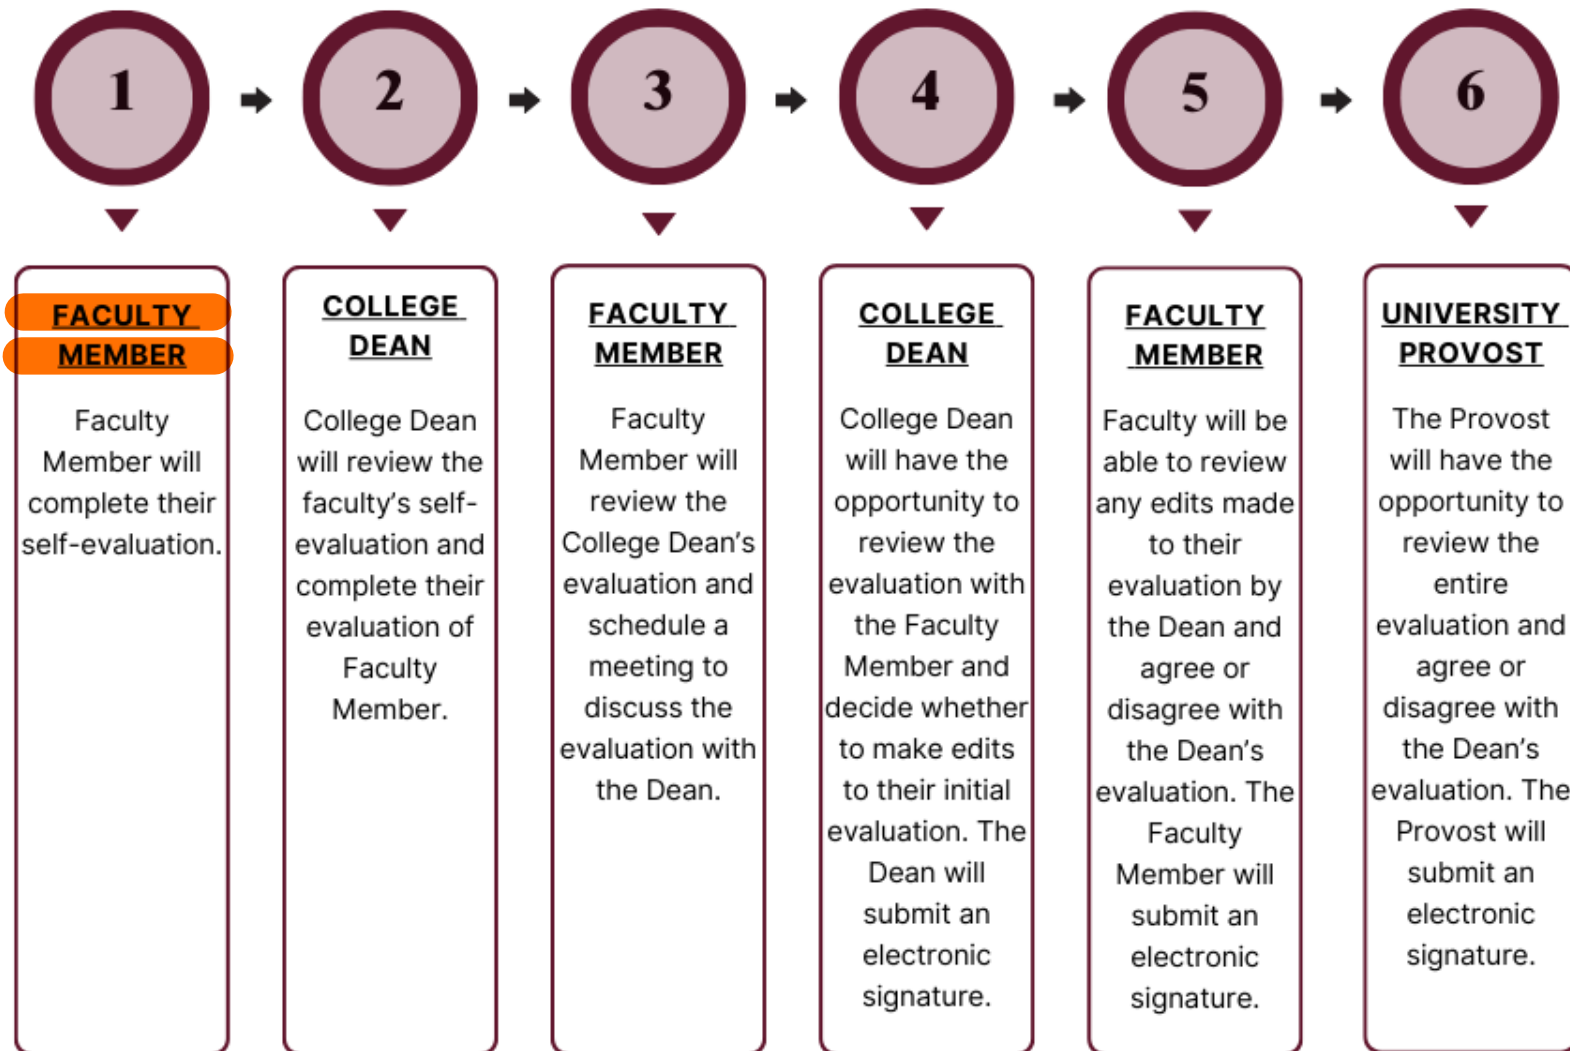 1
2
3
4
5
6
FACULTY
MEMBER
Faculty
Member will
complete their
self-evaluation.
COLLEGE
DEAN
College Dean
will review the
faculty’s self-
evaluation and
complete their
evaluation of
Faculty
Member.
FACULTY
MEMBER
Faculty
Member will
review the
College Dean’s
evaluation and
schedule a
meeting to
discuss the
evaluation with
the Dean.
COLLEGE
DEAN
College Dean
will have the
opportunity to
review the
evaluation with
the Faculty
Member and
decide whether
to make edits
to their initial
evaluation. The
Dean will
submit an
electronic
signature.
FACULTY
MEMBER
Faculty will be
able to review
any edits made
to their
evaluation by
the Dean and
agree or
disagree with
the Dean’s
evaluation. The
Faculty
Member will
submit an
electronic
signature.
UNIVERSITY
PROVOST
The Provost
will have the
opportunity to
review the
entire
evaluation and
agree or
disagree with
the Dean’s
evaluation. The
Provost will
submit an
electronic
signature.